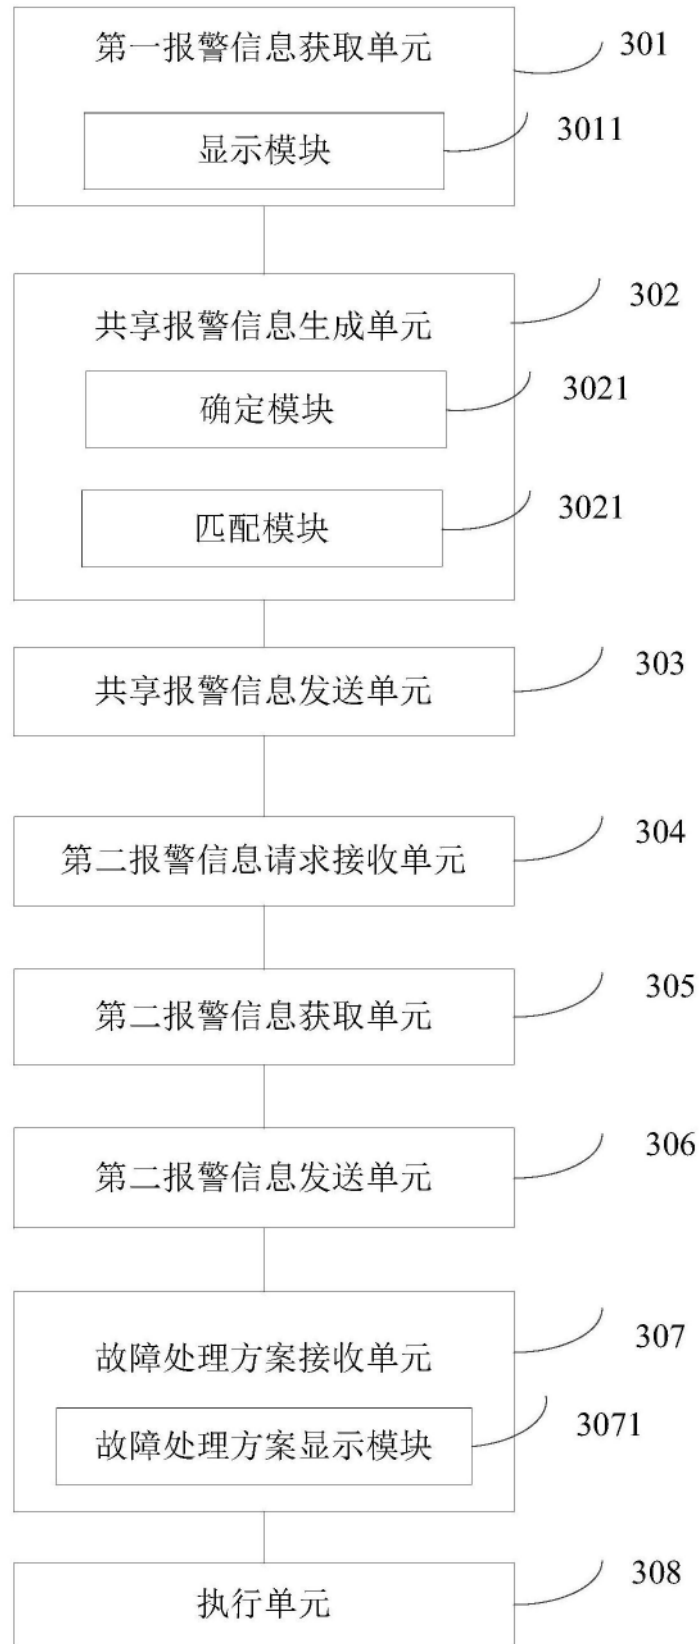 第一报警信息获取单元
301
显示模块
3011
共享报警信息生成单元
302
确定模块
3021
匹配模块
3021
共享报警信息发送单元
303
第二报警信息请求接收单元
304
第二报警信息获取单元
305
第二报警信息发送单元
306
故障处理方案接收单元
307
故障处理方案显示模块
3071
执行单元
308